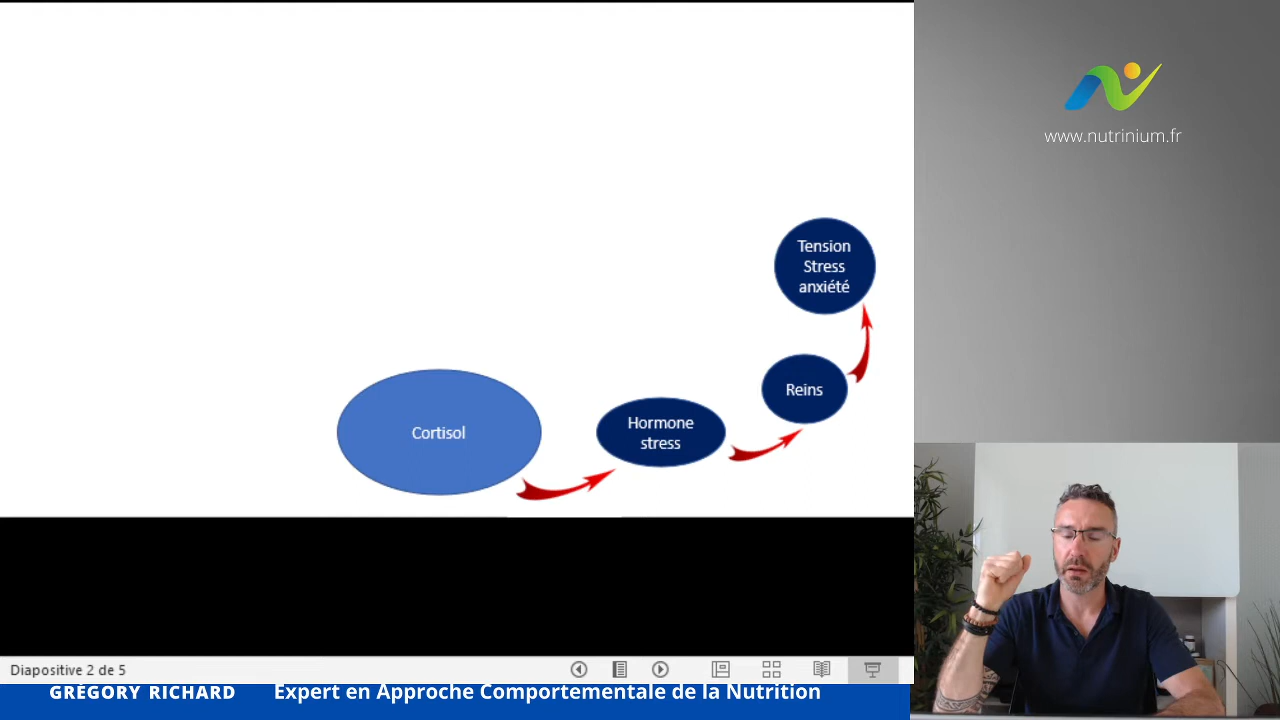 www.nutrinium.fr
Tension
Stress
anxiété
Reins
Hormone
stress
Cortisol
Diapositive 2 de 5
GRÉGORY RICHARD
Expert en Approche Comportementale de la Nutrition